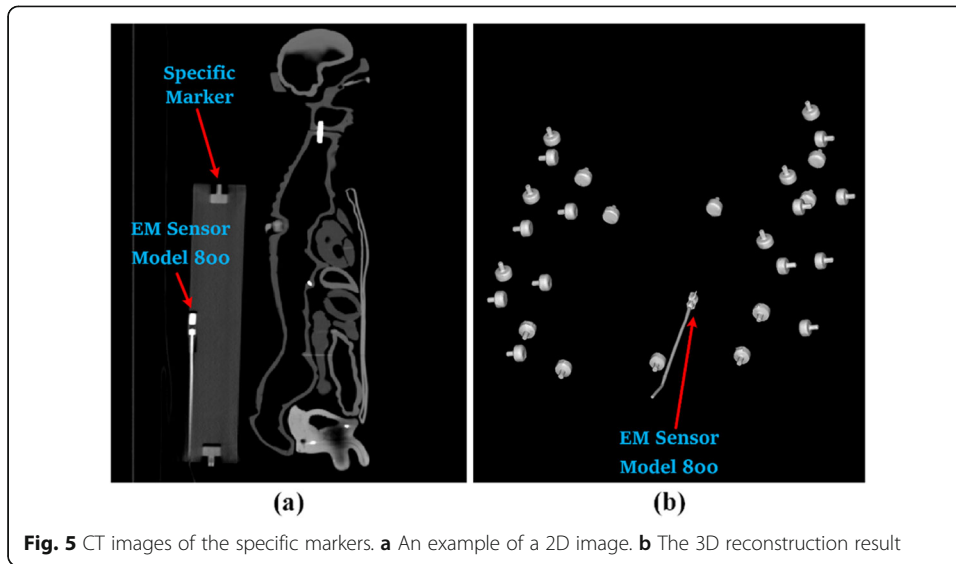 Specific
Marker
EM Sensor
Model 800
EM Sensor
Model 800
(a)
(b)
Fig. 5 CT images of the specific markers. a An example of a 2D image. b The 3D reconstruction result